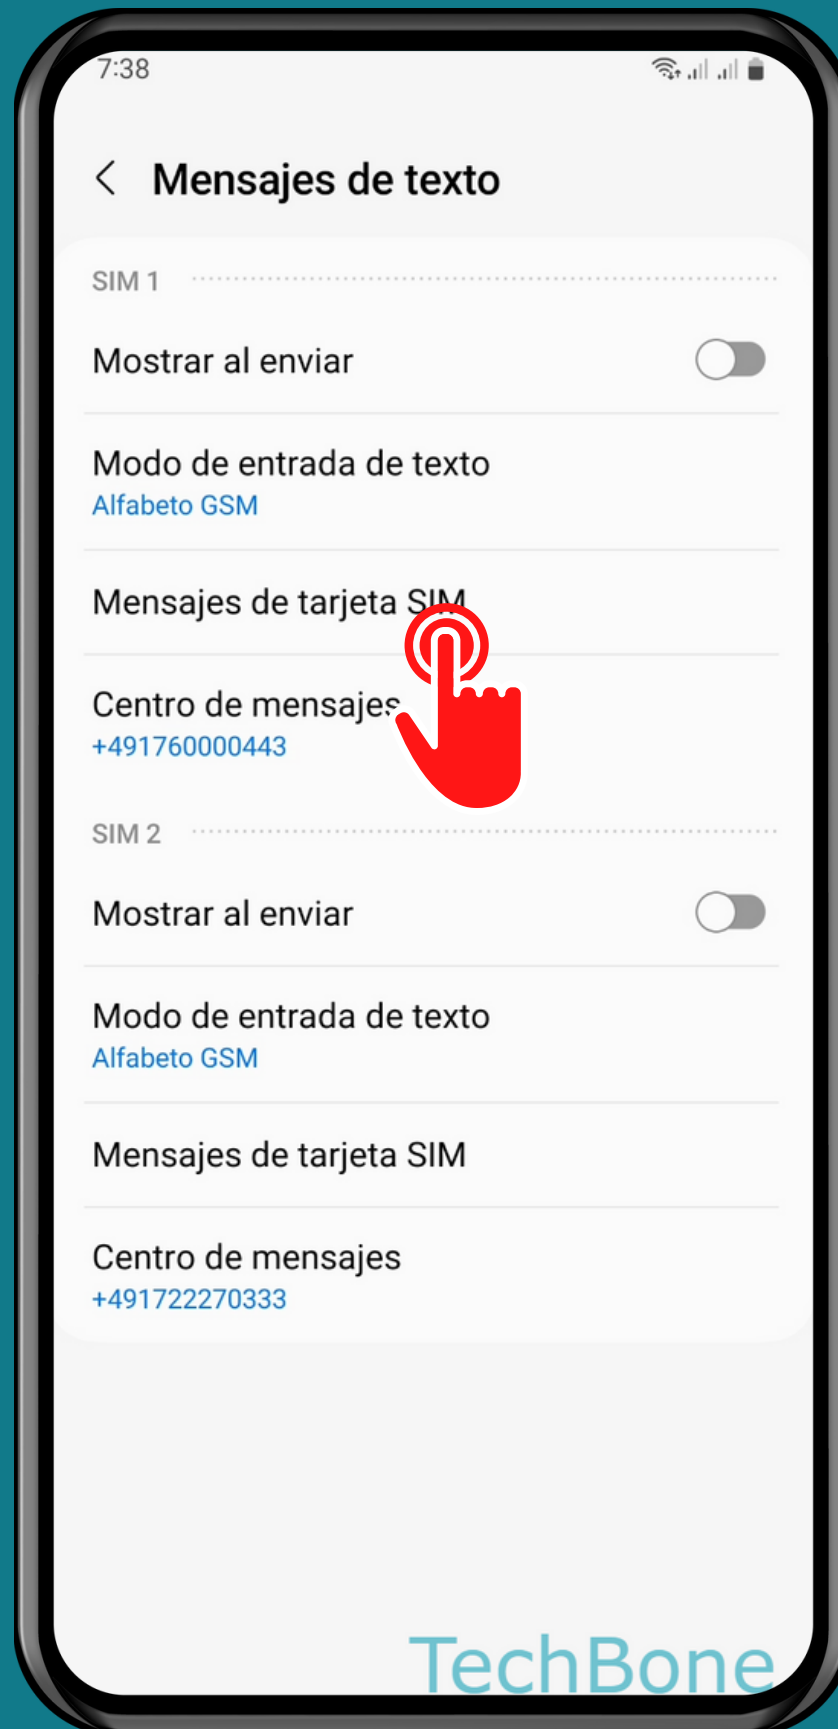 7:38
Mensajes de texto
SIM 1
Mostrar al enviar
Modo de entrada de texto
Alfabeto GSM
Mensajes de tarjeta SIM
Centro de mensajes
+491760000443
SIM 2
Mostrar al enviar
Modo de entrada de texto
Alfabeto GSM
Mensajes de tarjeta SIM
Centro de mensajes
+491722270333
TechBone